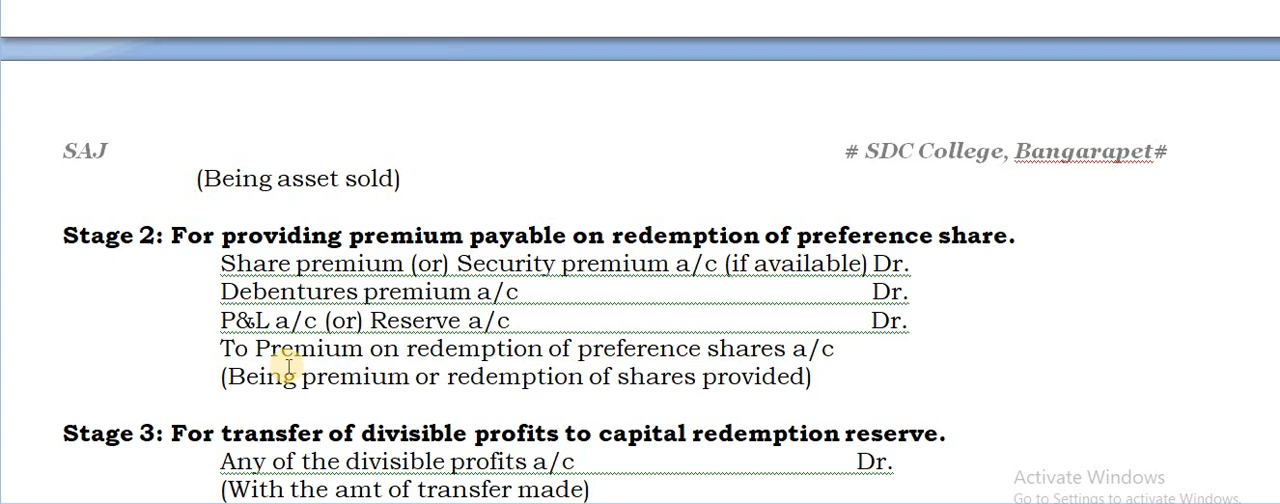 SAJ # SDC College, Bangarapet#
(Being asset sold)
Stage 2: For providing premium payable on redemption of preference share.
Share premium (or) Security premium a/c (if available) Dr.
Debentures premium a/c Dr.
P&L a/c (or) Reserve a/c Dr.
To Premium on redemption of preference shares a/c
(Being premium or redemption of shares provided)
Stage 3: For transfer of divisible profits to capital redemption reserve.
Any of the divisible profits a/c Dr.
(With the amt of transfer made)
Activate Windows
Go to Settings to activate Windows.